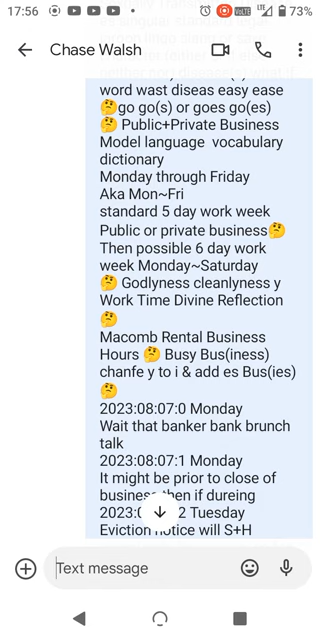 17:56
73%
Chase Walsh
word wast diseas easy ease
🤔go go(s) or goes go(es)
🤔 Public+Private Business
Model language vocabulary
dictionary
Monday through Friday
Aka Mon~Fri
standard 5 day work week
Public or private business🤔
Then possible 6 day work
week Monday~Saturday
🤔 Godlyness cleanlyness y
Work Time Divine Reflection
🤔
Macomb Rental Business
Hours 🤔 Busy Bus(iness)
chanfe y to i & add es Bus(ies)
🤔
2023:08:07:0 Monday
Wait that banker bank brunch
talk
2023:08:07:1 Monday
It might be prior to close of
business then if dureing
2 Tuesday
Eviction notice will S+H
Text message